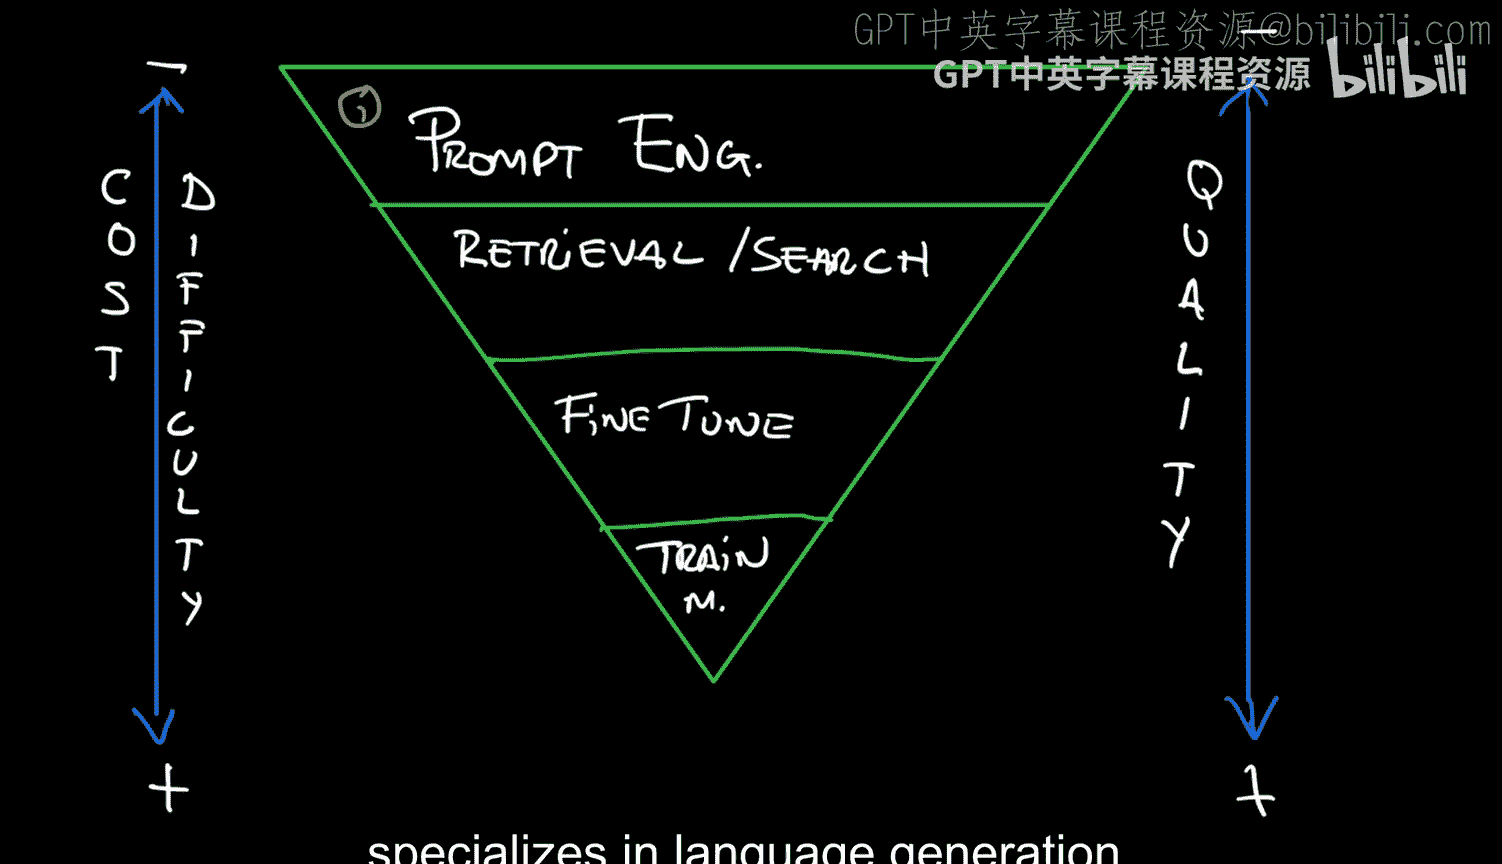 GPT中英字幕课程资源@bilibili.com
GPT中英字幕课程资源 bilibili
-
-
1
PROMPT ENG.
COST
DIFFICULTY
QUALITY
RETRIEVAL / SEARCH
FINE TUNE
TRAIN
M.
+
+
specializes in language generation